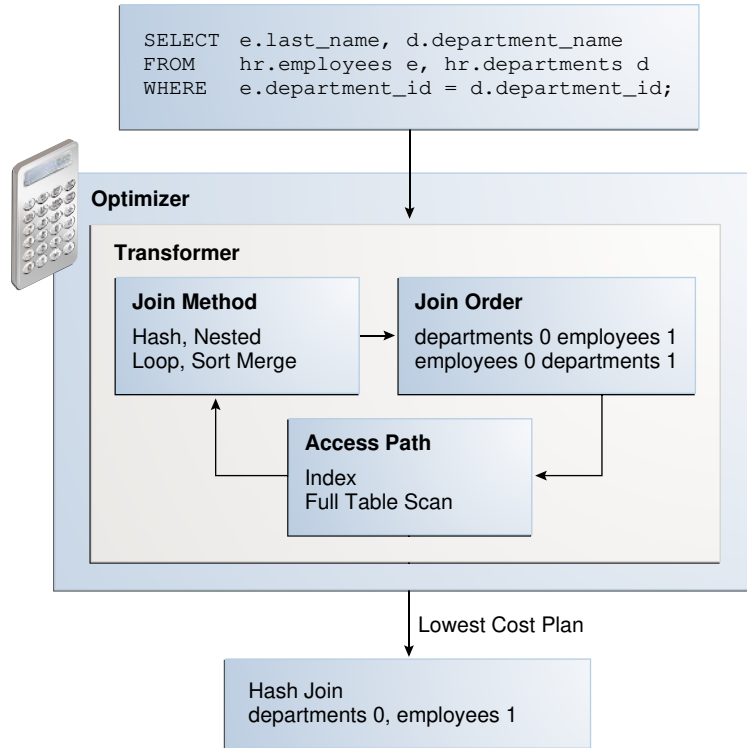 SELECT e.last_name, d.department_name
FROM hr.employees e, hr.departments d
WHERE e.department_id = d.department_id;
Optimizer
Transformer
Join Method
Hash, Nested
Loop, Sort Merge
Join Order
departments 0 employees 1
employees 0 departments 1
Access Path
Index
Full Table Scan
Lowest Cost Plan
Hash Join
departments 0, employees 1